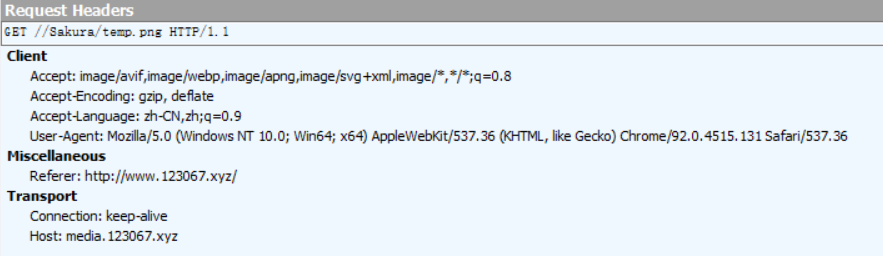 Request Headers
GET //Sakura/temp.png HTTP/1.1
Client
Accept: image/avif,image/webp,image/apng,image/svg+xml,image/*,*/*;q=0.8
Accept-Encoding: gzip, deflate
Accept-Language: zh-CN,zh;q=0.9
User-Agent: Mozilla/5.0 (Windows NT 10.0; Win64; x64) AppleWebKit/537.36 (KHTML, like Gecko) Chrome/92.0.4515.131 Safari/537.36
Miscellaneous
Referer: http://www.123067.xyz/
Transport
Connection: keep-alive
Host: media.123067.xyz